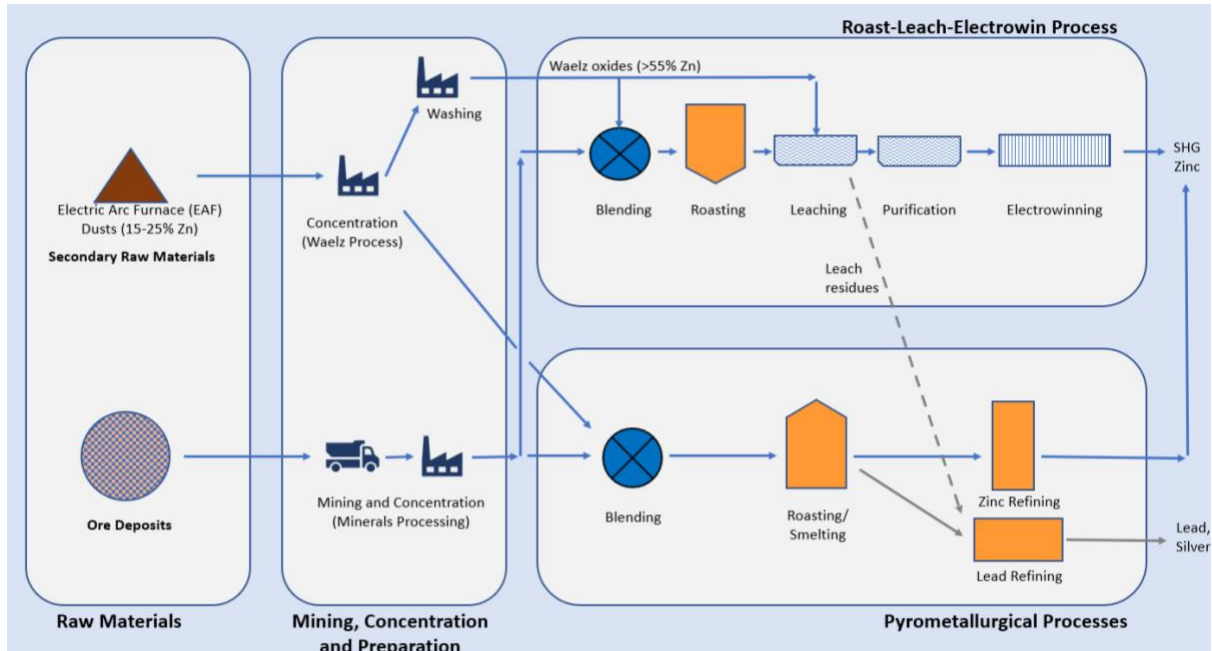 Roast-Leach-Electrowin Process
Waelz oxides (>55% Zn)
Washing
SHG
Zinc
Electric Arc Furnace (EAF)
Dusts (15-25% Zn)
Secondary Raw Materials
Concentration
(Waelz Process)
Blending
Roasting
Leaching
Purification
Electrowinning
Leach
residues
Ore Deposits
Mining and Concentration
(Minerals Processing)
Blending
Roasting/
Smelting
Zinc Refining
Lead Refining
Lead,
Silver
Raw Materials
Mining, Concentration
and Preparation
Pyrometallurgical Processes